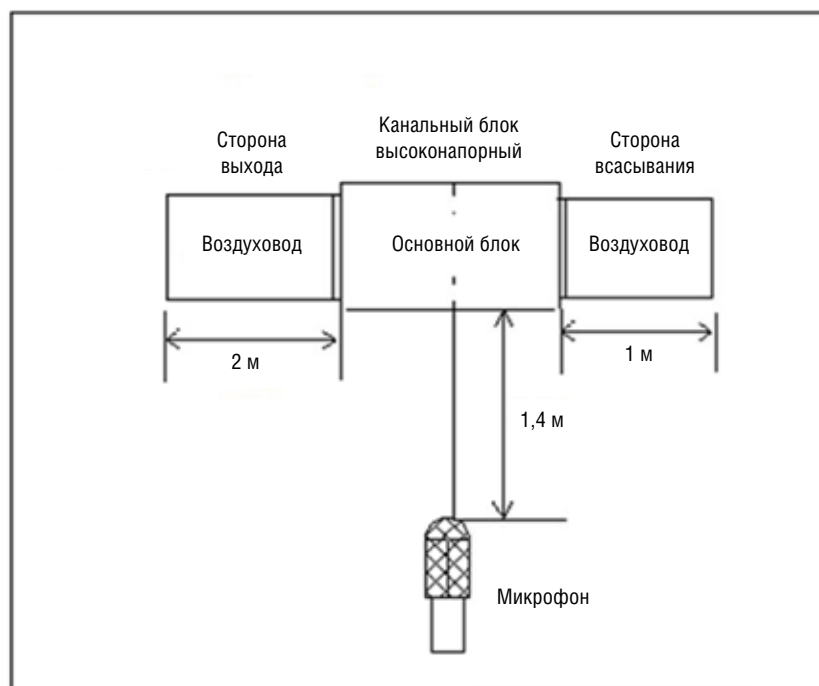 Сторона
выхода
Канальный блок
высоконапорный
Сторона
всасывания
Воздуховод
Основной блок
Воздуховод
2 м
1 м
1,4 м
Микрофон